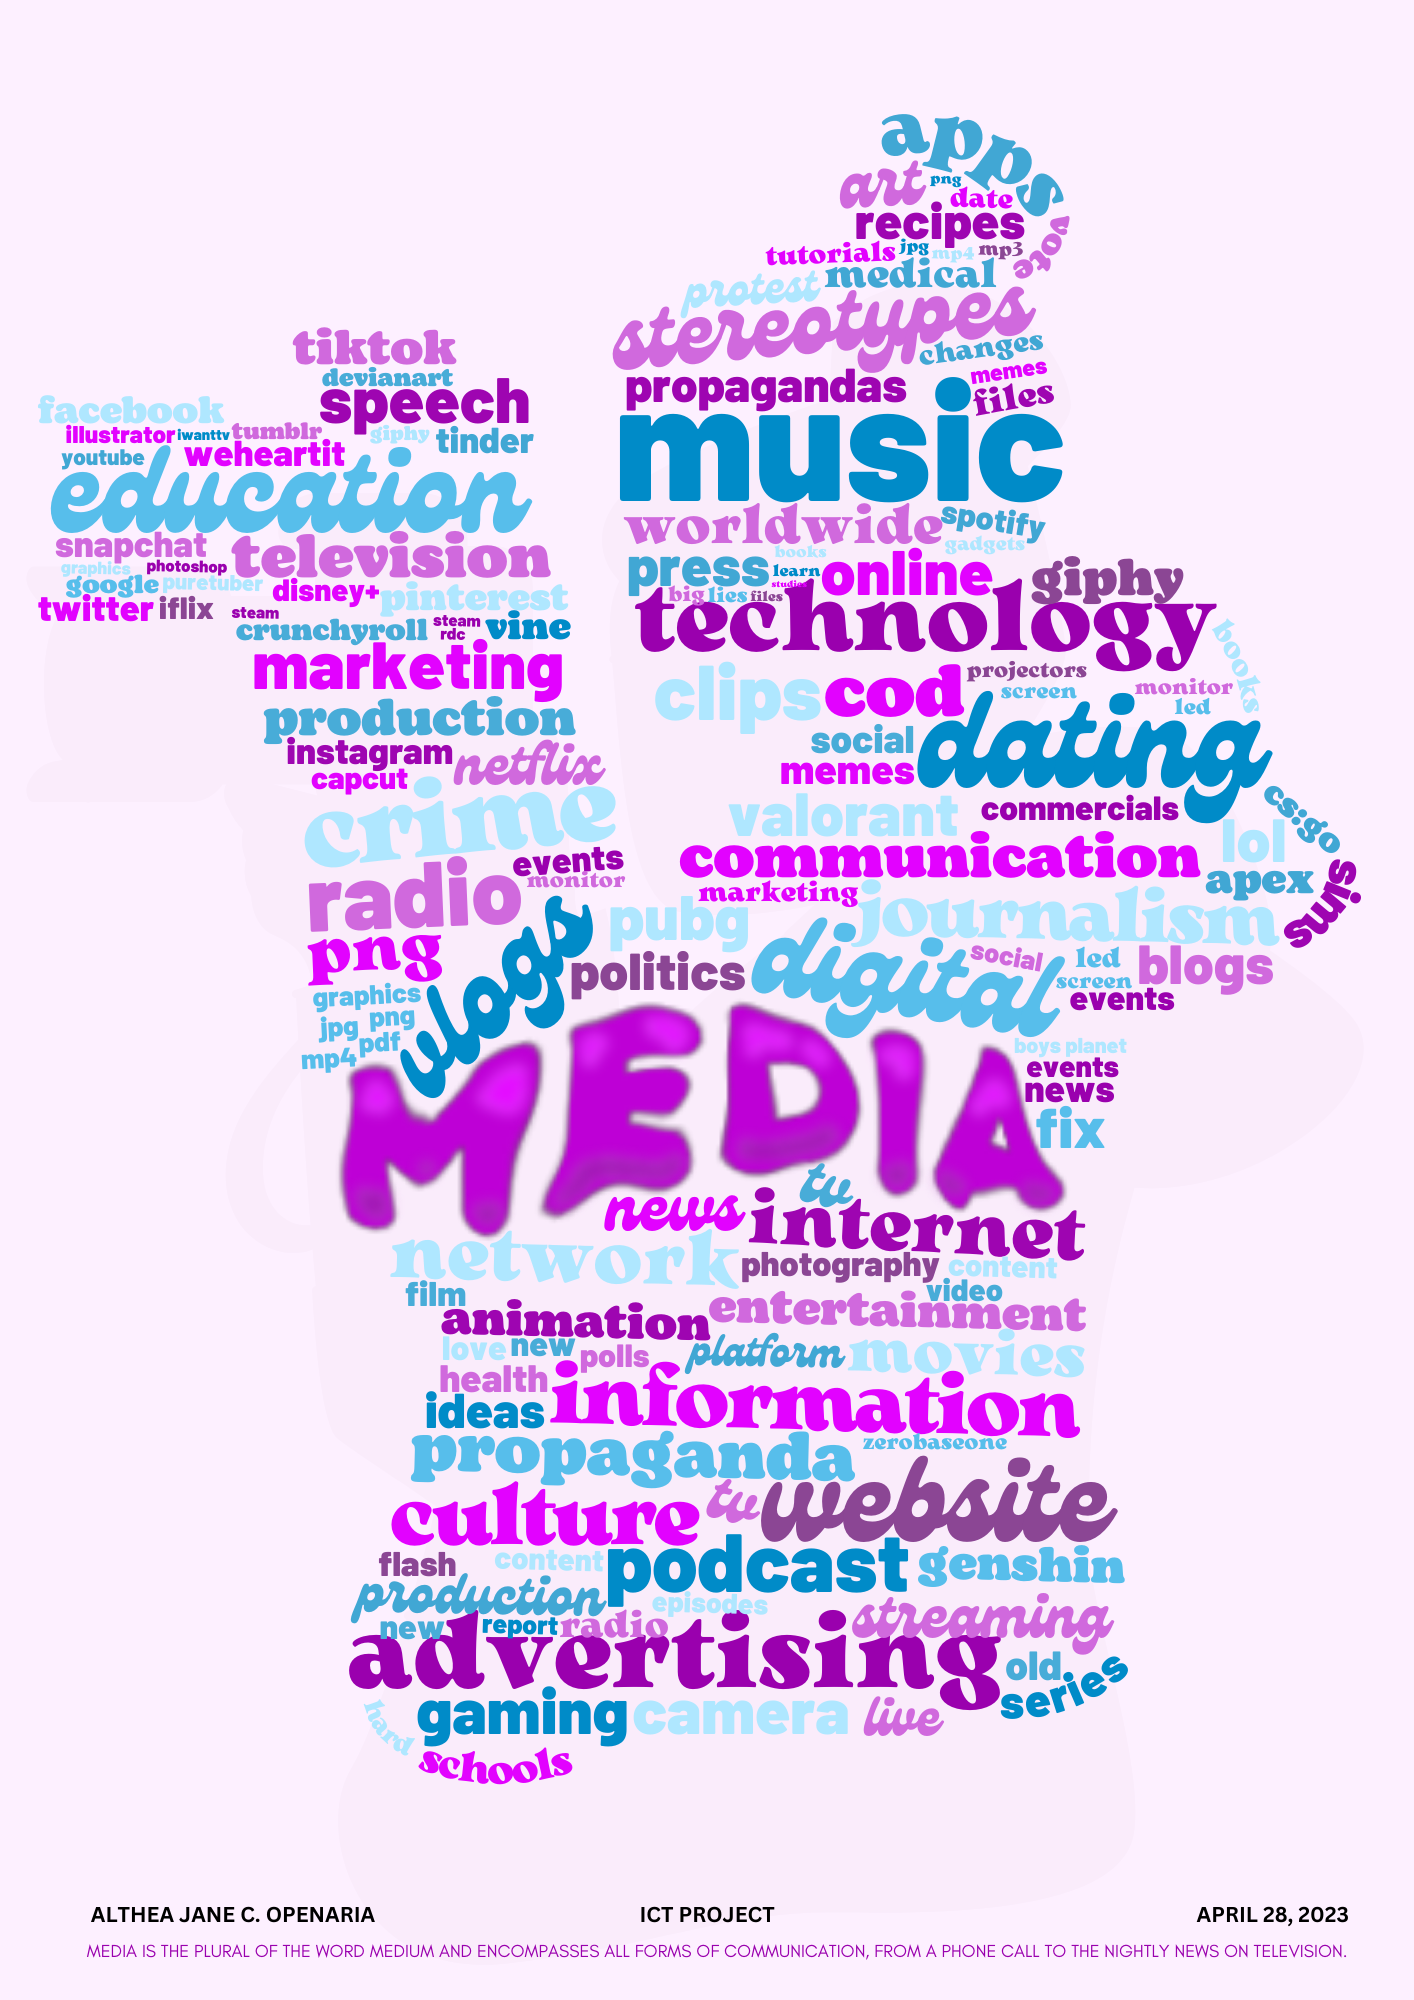 apps
art png
date
recipes
vote
tutorials jpg mp4 mp3
protest medical
stereotypes
changes
tiktok
devianart
speech
propagandas memes
files
facebook
illustrator iwanttv tumblr giphy tinder
youtube weheartit
music
education
snapchat television
worldwide spotify
gadgets
graphics photoshop
google puretuber disney+ pinterest
twitter iflix steam
press books learn online giphy
studies
big lies files
technology
crunchyroll steam rdc vine
marketing
books
clips cod projectors
screen monitor
led
production
instagram netflix
capcut
social dating
memes
crime
valorant commercials cs:go
lol
communication
events
monitor
radio
marketing apex sims
png vlogs pubg journalism
politics digital social led blogs
screen
events
graphics
jpg png
mp4 pdf
MEDIA
boys planet
events
news
fix
tv
news internet
network photography content
film video
animation entertainment
love new polls platform movies
health information
ideas
propaganda zerobaseone
culture tv website
flash content podcast genshin
production episodes streaming
new report radio
advertising old
series
hard gaming camera live
schools
ALTHEA JANE C. OPENARIA ICT PROJECT APRIL 28, 2023
MEDIA IS THE PLURAL OF THE WORD MEDIUM AND ENCOMPASSES ALL FORMS OF COMMUNICATION, FROM A PHONE CALL TO THE NIGHTLY NEWS ON TELEVISION.